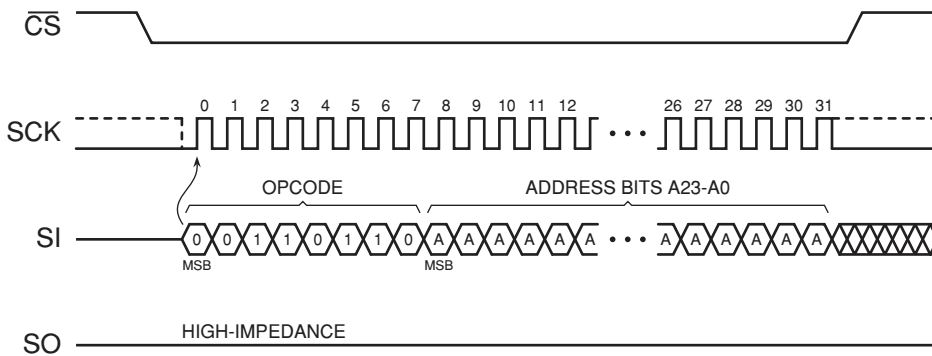 CS
0 1 2 3 4 5 6 7 8 9 10 11 12 26 27 28 29 30 31
SCK
OPCODE ADDRESS BITS A23-A0
SI 0 0 1 1 0 1 1 0 A A A A A A A A A A A A
MSB MSB
HIGH-IMPEDANCE
SO